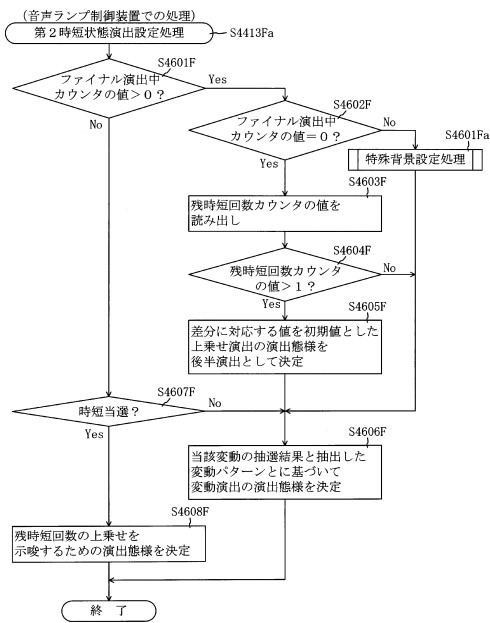 (音声ランプ制御装置での処理)
第2時短状態演出設定処理
S4413Fa
S4601F
ファイナル演出中
カウンタの値>0?
Yes
No
S4602F
ファイナル演出中
カウンタの値=0?
No
Yes
S4601Fa
特殊背景設定処理
S4603F
残時短回数カウンタの値を
読み出し
S4604F
残時短回数カウンタ
の値>1?
No
Yes
S4605F
差分に対応する値を初期値とした
上乗せ演出の演出態様を
後半演出として決定
S4607F
時短当選?
No
Yes
S4606F
当該変動の抽選結果と抽出した
変動パターンとに基づいて
変動演出の演出態様を決定
S4608F
残時短回数の上乗せを
示唆するための演出態様を決定
終 了